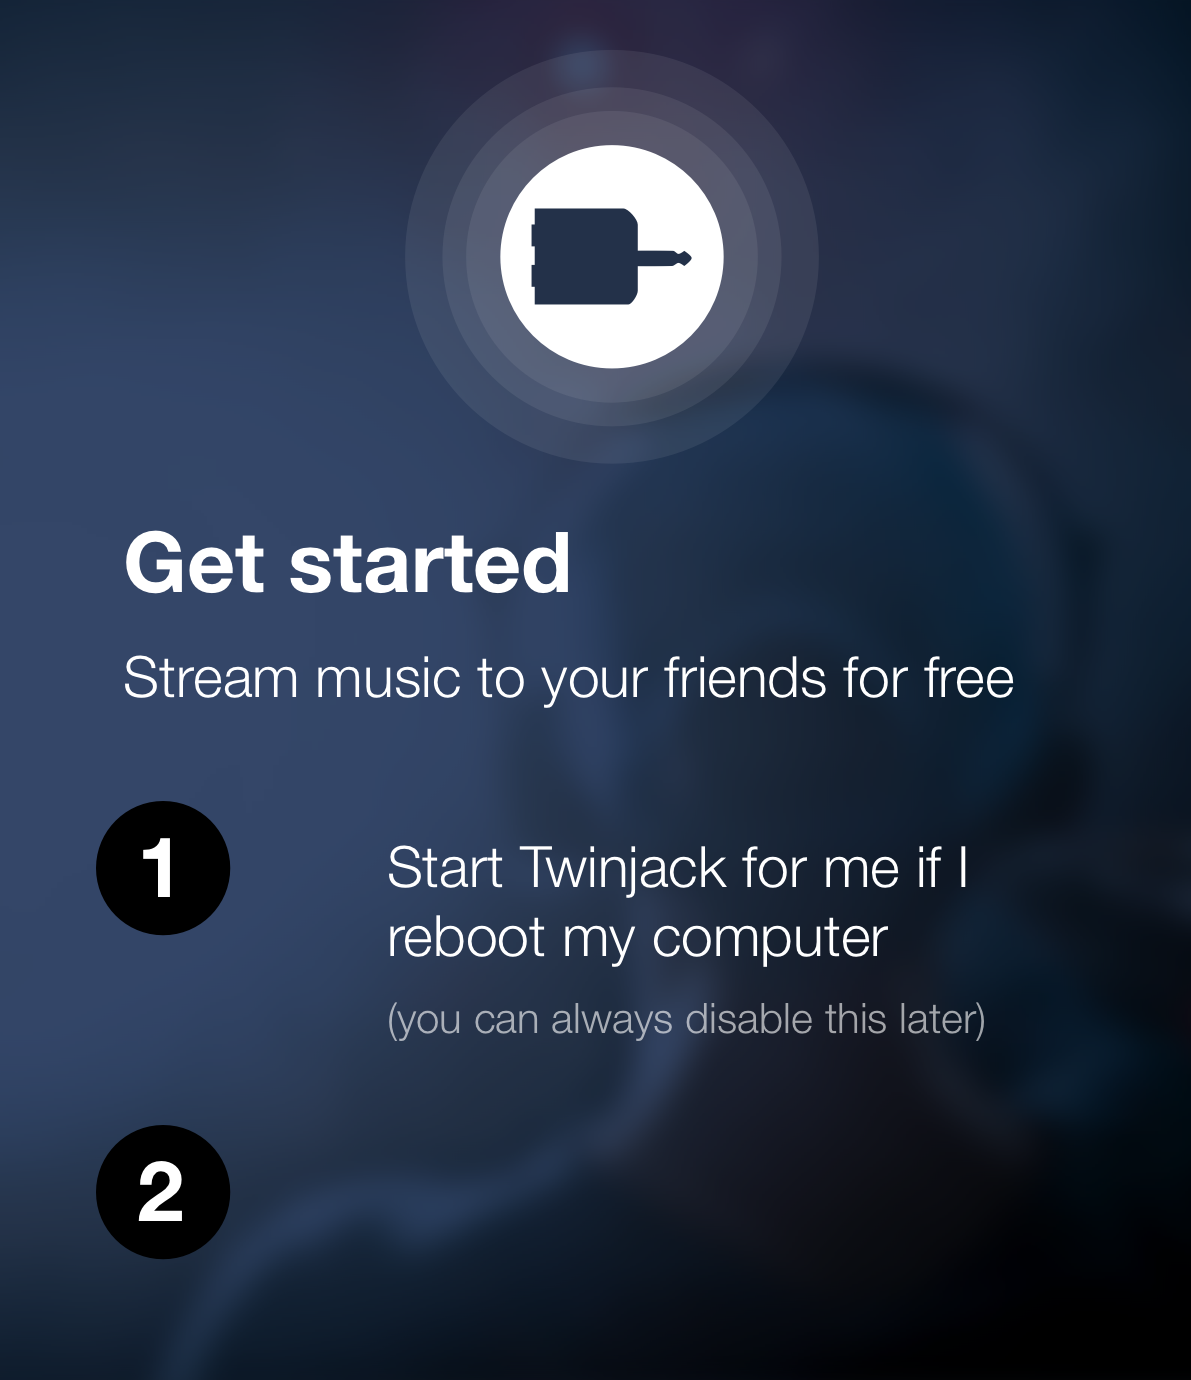 Get started
Stream music to your friends for free
1
Start Twinjack for me if I
reboot my computer
(you can always disable this later)
2